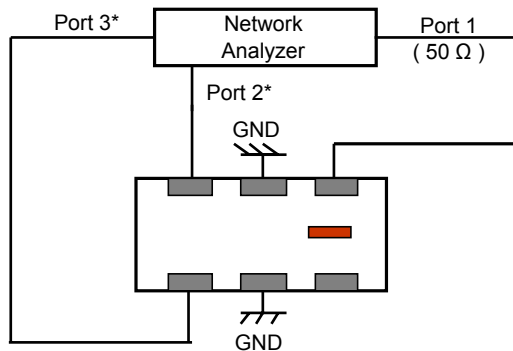 Port 3*
Network
Analyzer
Port 1
( 50 Ω )
Port 2*
GND
GND